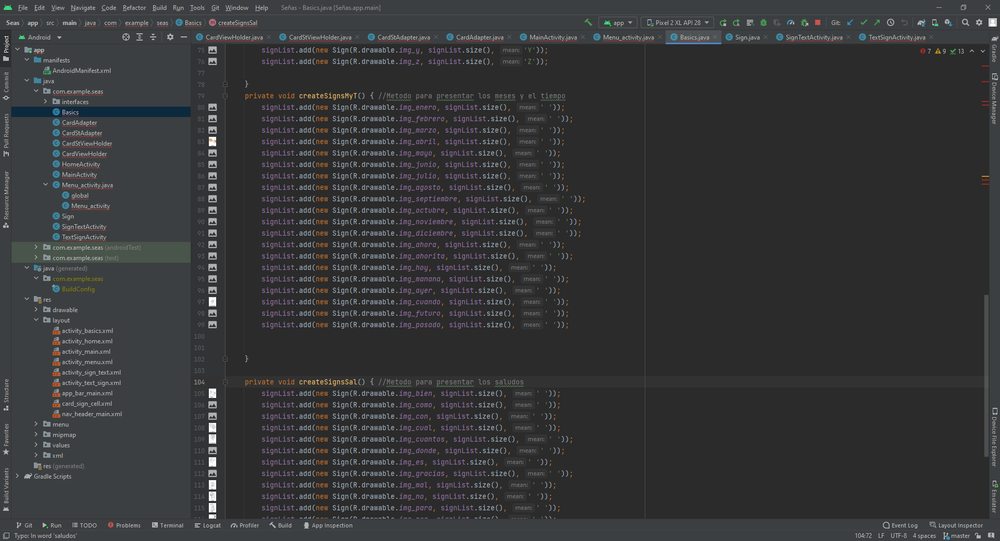 File Edit View Navigate Code Refactor Build Run Tools Git Window Help Señas - Basics.java [Señas.app.main]
Seas app src main java com example seas Basics createSignsSal app Pixel 2 XL API 28 Git:
Android
CardViewHolder.java CardStViewHolder.java CardStAdapter.java CardAdapter.java MainActivity.java Menu_activity.java Basics.java Sign.java SignTextActivity.java TextSignActivity.java
Project
Commit
Pull Requests
Resource Manager
Structure
Favorites
Build Variants
app
manifests
AndroidManifest.xml
java
com.example.seas
interfaces
Basics
CardAdapter
CardStAdapter
CardStViewHolder
CardViewHolder
HomeActivity
MainActivity
Menu_activity.java
global
Menu_activity
Sign
SignTextActivity
TextSignActivity
com.example.seas (androidTest)
com.example.seas (test)
java (generated)
com.example.seas
BuildConfig
res
drawable
layout
activity_basics.xml
activity_home.xml
activity_main.xml
activity_menu.xml
activity_sign_text.xml
activity_text_sign.xml
app_bar_main.xml
card_sign_cell.xml
nav_header_main.xml
menu
mipmap
values
xml
res (generated)
Gradle Scripts
7 9 13
75 signList.add(new Sign(R.drawable.img_y, signList.size(), mean: 'Y'));
76 signList.add(new Sign(R.drawable.img_z, signList.size(), mean: 'Z'));
77
78 }
79 private void createSignsMyT() { //Metodo para presentar los meses y el tiempo
80 signList.add(new Sign(R.drawable.img_enero, signList.size(), mean: ' '));
81 signList.add(new Sign(R.drawable.img_febrero, signList.size(), mean: ' '));
82 signList.add(new Sign(R.drawable.img_marzo, signList.size(), mean: ' '));
83 signList.add(new Sign(R.drawable.img_abril, signList.size(), mean: ' '));
84 signList.add(new Sign(R.drawable.img_mayo, signList.size(), mean: ' '));
85 signList.add(new Sign(R.drawable.img_junio, signList.size(), mean: ' '));
86 signList.add(new Sign(R.drawable.img_julio, signList.size(), mean: ' '));
87 signList.add(new Sign(R.drawable.img_agosto, signList.size(), mean: ' '));
88 signList.add(new Sign(R.drawable.img_septiembre, signList.size(), mean: ' '));
89 signList.add(new Sign(R.drawable.img_octubre, signList.size(), mean: ' '));
90 signList.add(new Sign(R.drawable.img_noviembre, signList.size(), mean: ' '));
91 signList.add(new Sign(R.drawable.img_diciembre, signList.size(), mean: ' '));
92 signList.add(new Sign(R.drawable.img_ahora, signList.size(), mean: ' '));
93 signList.add(new Sign(R.drawable.img_ahorita, signList.size(), mean: ' '));
94 signList.add(new Sign(R.drawable.img_hoy, signList.size(), mean: ' '));
95 signList.add(new Sign(R.drawable.img_manana, signList.size(), mean: ' '));
96 signList.add(new Sign(R.drawable.img_ayer, signList.size(), mean: ' '));
97 signList.add(new Sign(R.drawable.img_cuando, signList.size(), mean: ' '));
98 signList.add(new Sign(R.drawable.img_futuro, signList.size(), mean: ' '));
99 signList.add(new Sign(R.drawable.img_pasado, signList.size(), mean: ' '));
100
101
102 }
103
104 private void createSignsSal() { //Metodo para presentar los saludos
105 signList.add(new Sign(R.drawable.img_bien, signList.size(), mean: ' '));
106 signList.add(new Sign(R.drawable.img_como, signList.size(), mean: ' '));
107 signList.add(new Sign(R.drawable.img_con, signList.size(), mean: ' '));
108 signList.add(new Sign(R.drawable.img_cual, signList.size(), mean: ' '));
109 signList.add(new Sign(R.drawable.img_cuantos, signList.size(), mean: ' '));
110 signList.add(new Sign(R.drawable.img_donde, signList.size(), mean: ' '));
111 signList.add(new Sign(R.drawable.img_es, signList.size(), mean: ' '));
112 signList.add(new Sign(R.drawable.img_gracias, signList.size(), mean: ' '));
113 signList.add(new Sign(R.drawable.img_mal, signList.size(), mean: ' '));
114 signList.add(new Sign(R.drawable.img_no, signList.size(), mean: ' '));
115 signList.add(new Sign(R.drawable.img_para, signList.size(), mean: ' '));
Gradle
Device Manager
Device File Explorer
Emulator
Git Run TODO Problems Terminal Logcat Profiler Build App Inspection Event Log Layout Inspector
Typo: In word 'saludos' 104:72 LF UTF-8 4 spaces master